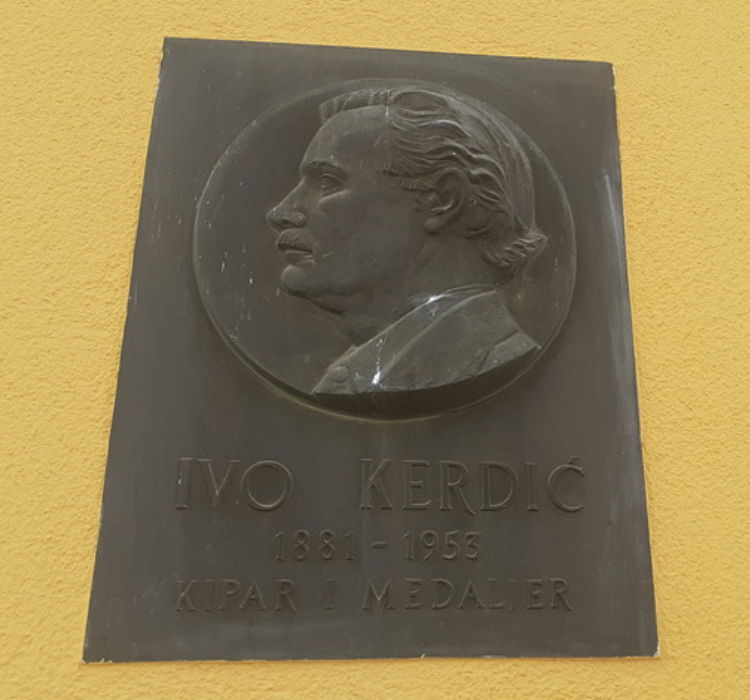 IVO KERDIĆ
1881 - 1953
KIPAR I MEDALJER